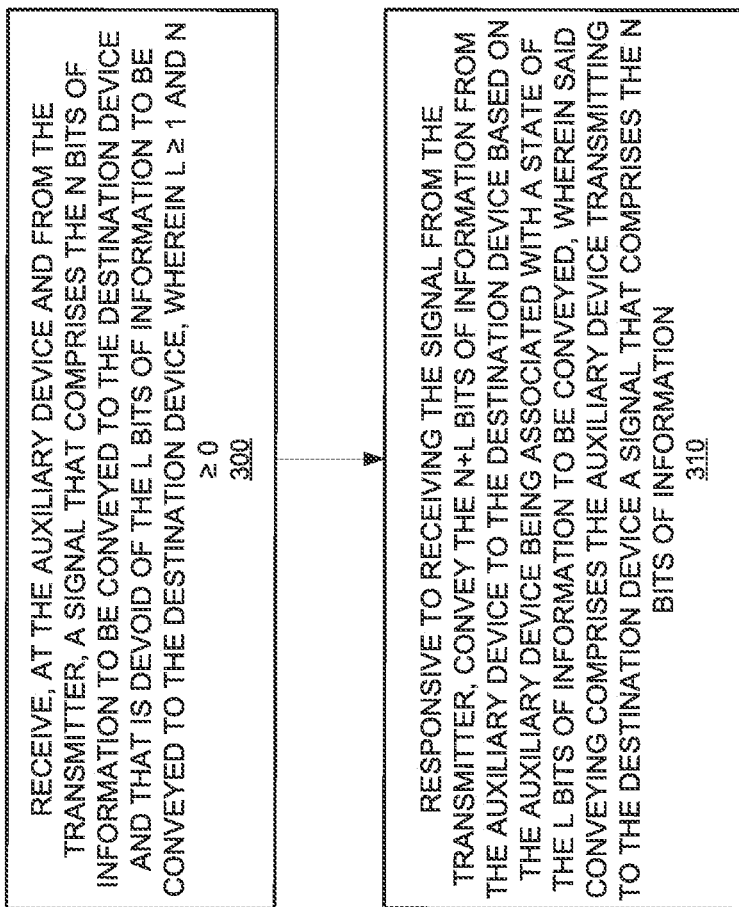 RECEIVE, AT THE AUXILIARY DEVICE AND FROM THE
TRANSMITTER, A SIGNAL THAT COMPRISES THE N BITS OF
INFORMATION TO BE CONVEYED TO THE DESTINATION DEVICE
AND THAT IS DEVOID OF THE L BITS OF INFORMATION TO BE
CONVEYED TO THE DESTINATION DEVICE, WHEREIN L ≥ 1 AND N
≥ 0
300
RESPONSIVE TO RECEIVING THE SIGNAL FROM THE
TRANSMITTER, CONVEY THE N+L BITS OF INFORMATION FROM
THE AUXILIARY DEVICE TO THE DESTINATION DEVICE BASED ON
THE AUXILIARY DEVICE BEING ASSOCIATED WITH A STATE OF
THE L BITS OF INFORMATION TO BE CONVEYED, WHEREIN SAID
CONVEYING COMPRISES THE AUXILIARY DEVICE TRANSMITTING
TO THE DESTINATION DEVICE A SIGNAL THAT COMPRISES THE N
BITS OF INFORMATION
310